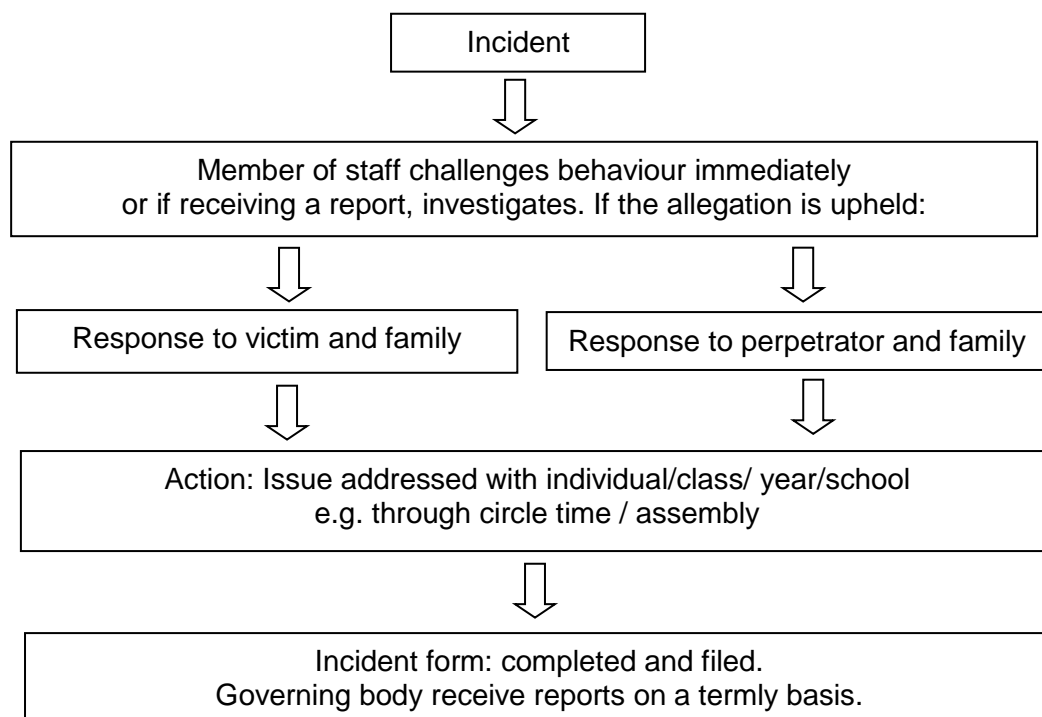 Incident
Member of staff challenges behaviour immediately
or if receiving a report, investigates. If the allegation is upheld:
Response to victim and family
Response to perpetrator and family
Action: Issue addressed with individual/class/ year/school
e.g. through circle time / assembly
Incident form: completed and filed.
Governing body receive reports on a termly basis.